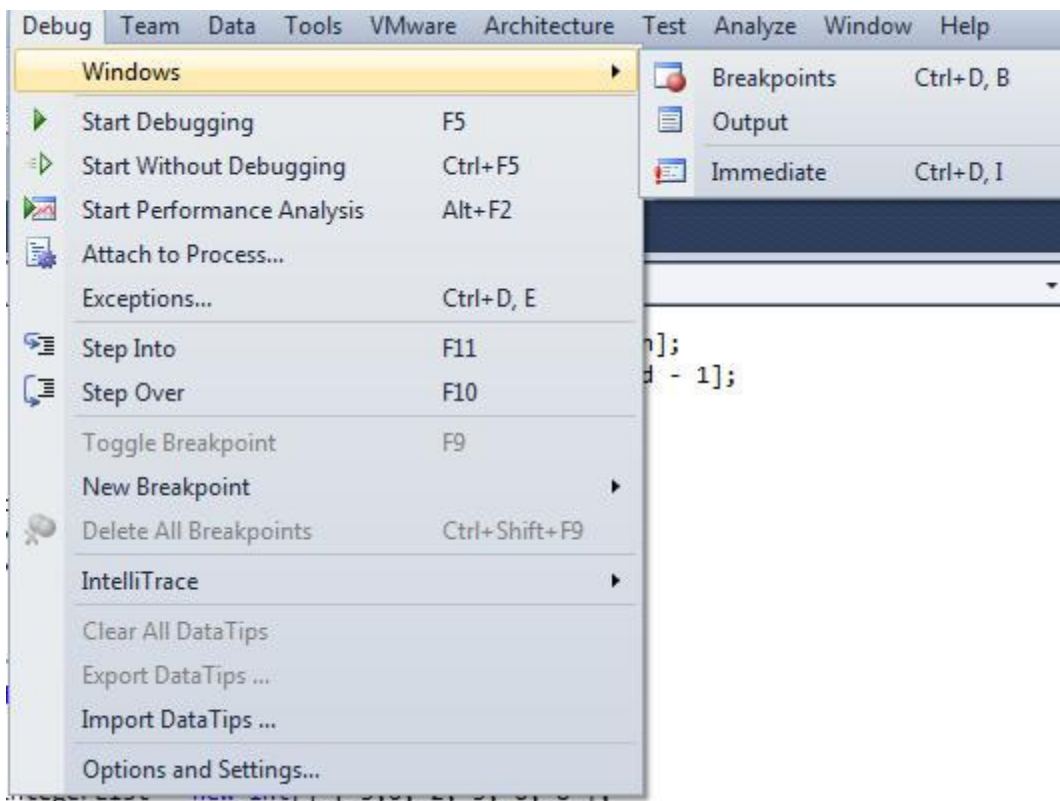 Debug Team Data Tools VMware Architecture Test Analyze Window Help
Windows
Start Debugging F5
Start Without Debugging Ctrl+F5
Start Performance Analysis Alt+F2
Attach to Process...
Exceptions... Ctrl+D, E
Step Into F11
Step Over F10
Toggle Breakpoint F9
New Breakpoint
Delete All Breakpoints Ctrl+Shift+F9
IntelliTrace
Clear All DataTips
Export DataTips ...
Import DataTips ...
Options and Settings...
Breakpoints Ctrl+D, B
Output
Immediate Ctrl+D, I
];
- 1];